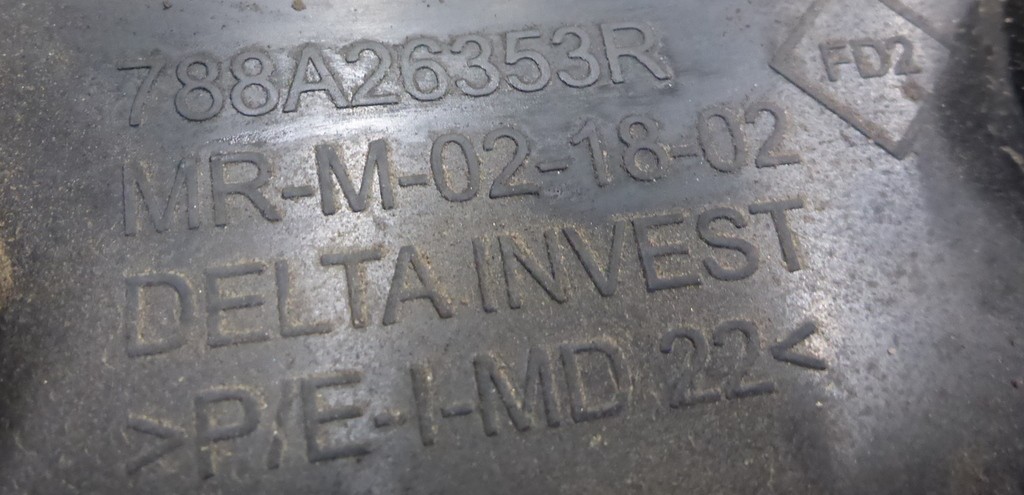 788A26353R
FD2
MR-M-02-18-02
DELTA INVEST
>P/E-I-MD 22<